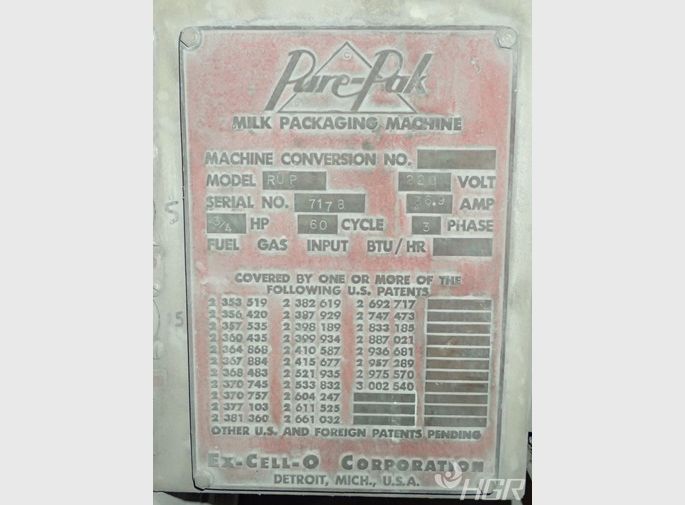 Pure-Pak
MILK PACKAGING MACHINE
MACHINE CONVERSION NO.
MODEL RUP 220 VOLT
SERIAL NO. 7178 36.9 AMP
3/4 HP 60 CYCLE 3 PHASE
FUEL GAS INPUT BTU/HR
COVERED BY ONE OR MORE OF THE
FOLLOWING U.S. PATENTS
2 353 519 2 382 619 2 692 717
2 356 420 2 387 929 2 747 473
2 357 535 2 398 189 2 833 185
2 360 435 2 399 934 2 887 021
2 364 868 2 410 587 2 936 681
2 367 884 2 415 677 2 957 289
2 368 483 2 521 935 2 975 570
2 370 745 2 533 832 3 002 540
2 370 757 2 604 247
2 377 103 2 611 525
2 381 360 2 661 032
OTHER U.S. AND FOREIGN PATENTS PENDING
EX-CELL-O CORPORATION
DETROIT, MICH., U.S.A.
HGR
5